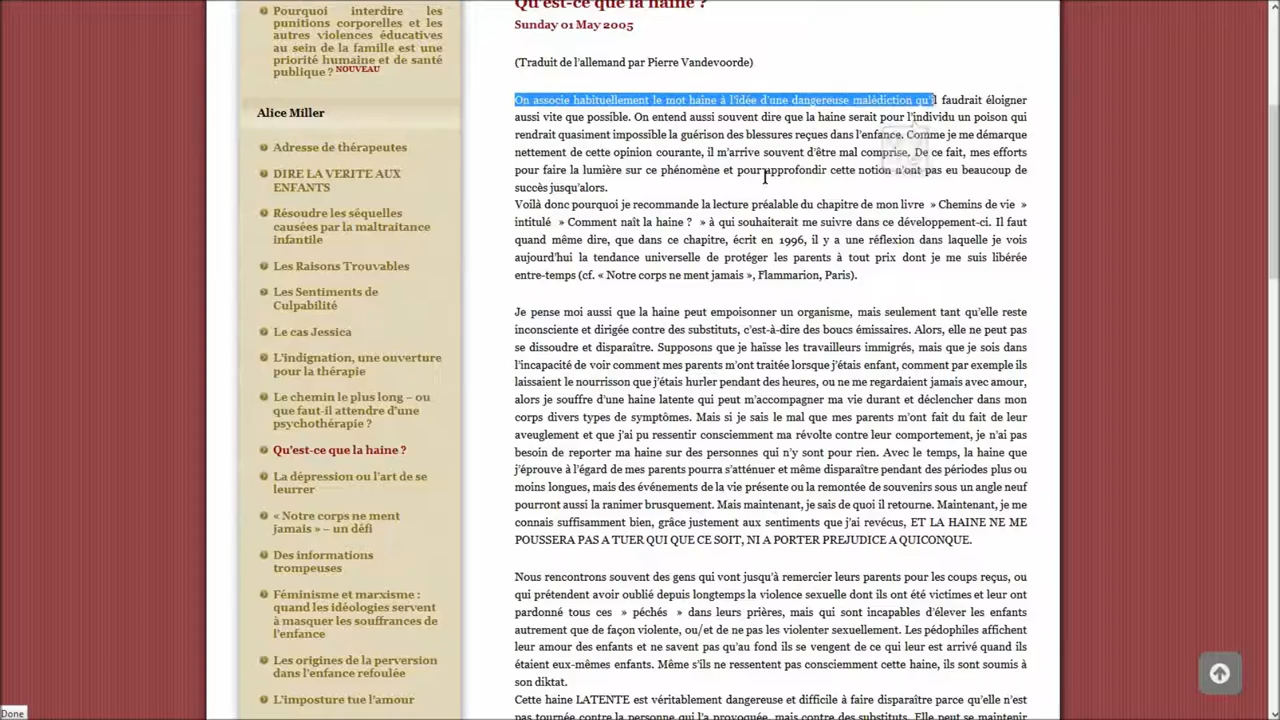 Pourquoi interdire les
punitions corporelles et les
autres violences éducatives
au sein de la famille est une
priorité humaine et de santé
publique ? NOUVEAU
Alice Miller
Adresse de thérapeutes
DIRE LA VERITE AUX
ENFANTS
Résoudre les séquelles
causées par la maltraitance
infantile
Les Raisons Trouvables
Les Sentiments de
Culpabilité
Le cas Jessica
L'indignation, une ouverture
pour la thérapie
Le chemin le plus long – ou
que faut-il attendre d'une
psychothérapie ?
Qu'est-ce que la haine ?
La dépression ou l'art de se
leurrer
« Notre corps ne ment
jamais » – un défi
Des informations
trompeuses
Féminisme et marxisme :
quand les idéologies servent
à masquer les souffrances de
l'enfance
Les origines de la perversion
dans l'enfance refoulée
L'imposture tue l'amour
Qu'est-ce que la haine ?
Sunday 01 May 2005
(Traduit de l'allemand par Pierre Vandevoorde)
On associe habituellement le mot haine à l'idée d'une dangereuse malédiction qu'il faudrait éloigner
aussi vite que possible. On entend aussi souvent dire que la haine serait pour l'individu un poison qui
rendrait quasiment impossible la guérison des blessures reçues dans l'enfance. Comme je me démarque
nettement de cette opinion courante, il m'arrive souvent d'être mal comprise. De ce fait, mes efforts
pour faire la lumière sur ce phénomène et pour approfondir cette notion n'ont pas eu beaucoup de
succès jusqu'alors.
Voilà donc pourquoi je recommande la lecture préalable du chapitre de mon livre » Chemins de vie »
intitulé » Comment naît la haine ? » à qui souhaiterait me suivre dans ce développement-ci. Il faut
quand même dire, que dans ce chapitre, écrit en 1996, il y a une réflexion dans laquelle je vois
aujourd'hui la tendance universelle de protéger les parents à tout prix dont je me suis libérée
entre-temps (cf. « Notre corps ne ment jamais », Flammarion, Paris).
Je pense moi aussi que la haine peut empoisonner un organisme, mais seulement tant qu'elle reste
inconsciente et dirigée contre des substituts, c'est-à-dire des boucs émissaires. Alors, elle ne peut pas
se dissoudre et disparaître. Supposons que je haïsse les travailleurs immigrés, mais que je sois dans
l'incapacité de voir comment mes parents m'ont traitée lorsque j'étais enfant, comment par exemple ils
laissaient le nourrisson que j'étais hurler pendant des heures, ou ne me regardaient jamais avec amour,
alors je souffre d'une haine latente qui peut m'accompagner ma vie durant et déclencher dans mon
corps divers types de symptômes. Mais si je sais le mal que mes parents m'ont fait du fait de leur
aveuglement et que j'ai pu ressentir consciemment ma révolte contre leur comportement, je n'ai pas
besoin de reporter ma haine sur des personnes qui n'y sont pour rien. Avec le temps, la haine que
j'éprouve à l'égard de mes parents pourra s'atténuer et même disparaître pendant des périodes plus ou
moins longues, mais des événements de la vie présente ou la remontée de souvenirs sous un angle neuf
pourront aussi la ranimer brusquement. Mais maintenant, je sais de quoi il retourne. Maintenant, je me
connais suffisamment bien, grâce justement aux sentiments que j'ai revécus, ET LA HAINE NE ME
POUSSERA PAS A TUER QUI QUE CE SOIT, NI A PORTER PREJUDICE A QUICONQUE.
Nous rencontrons souvent des gens qui vont jusqu'à remercier leurs parents pour les coups reçus, ou
qui prétendent avoir oublié depuis longtemps la violence sexuelle dont ils ont été victimes et leur ont
pardonné tous ces » péchés » dans leurs prières, mais qui sont incapables d'élever les enfants
autrement que de façon violente, ou/et de ne pas les violenter sexuellement. Les pédophiles affichent
leur amour des enfants et ne savent pas qu'au fond ils se vengent de ce qui leur est arrivé quand ils
étaient eux-mêmes enfants. Même s'ils ne ressentent pas consciemment cette haine, ils sont soumis à
son diktat.
Cette haine LATENTE est véritablement dangereuse et difficile à faire disparaître parce qu'elle n'est
pas tournée contre la personne qui l'a provoquée, mais contre des substituts. Elle peut se maintenir
Done